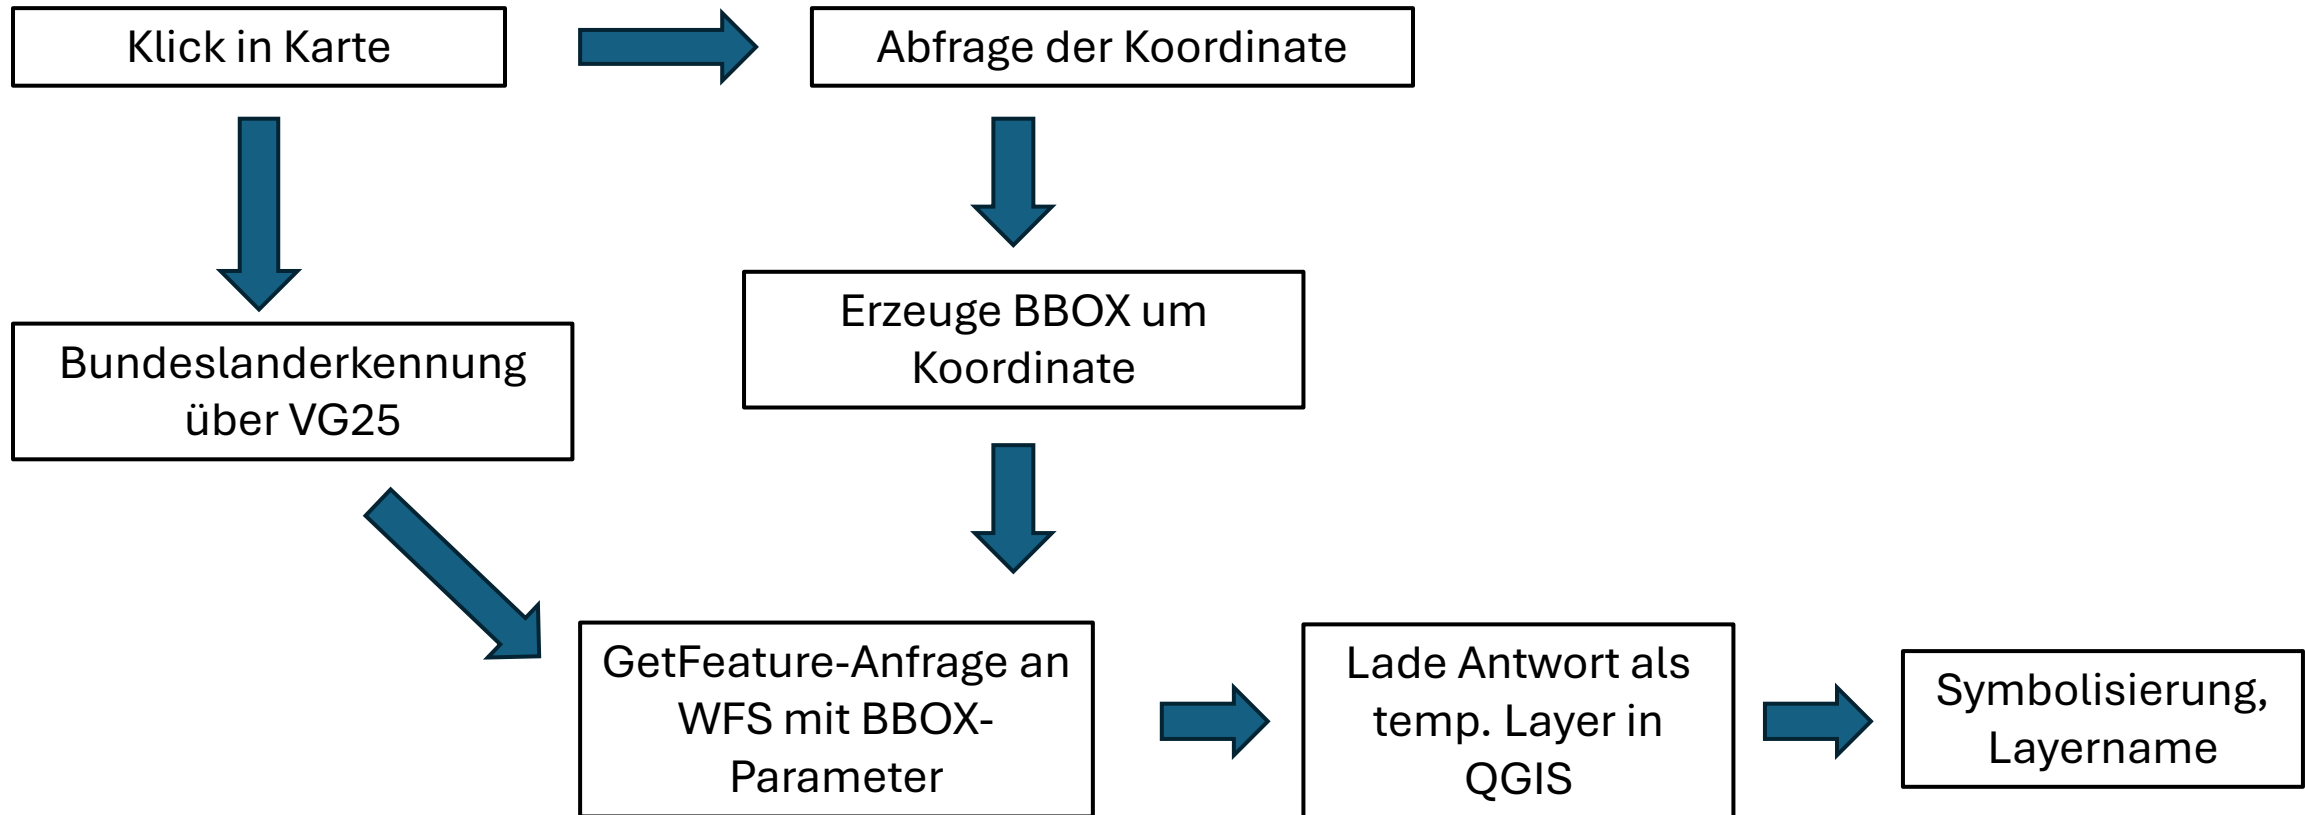 Klick in Karte
Abfrage der Koordinate
Erzeuge BBOX um
Koordinate
Bundeslanderkennung
über VG25
GetFeature-Anfrage an
WFS mit BBOX-
Parameter
Lade Antwort als
temp. Layer in
QGIS
Symbolisierung,
Layername